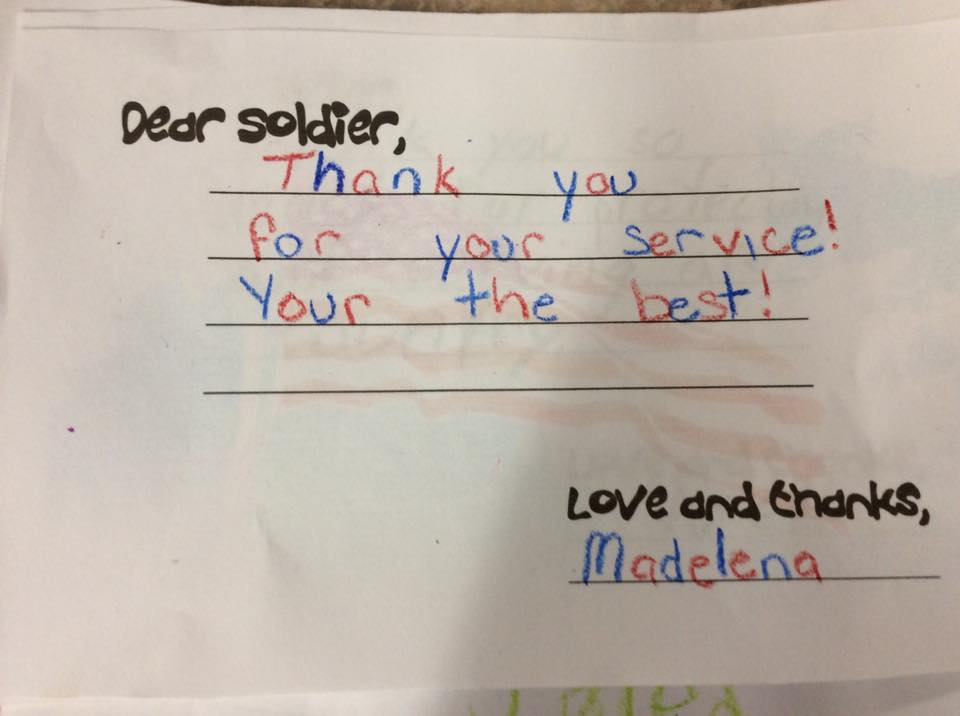 Dear soldier,
Thank you
for your service!
Your the best!
Love and thanks,
Madelena